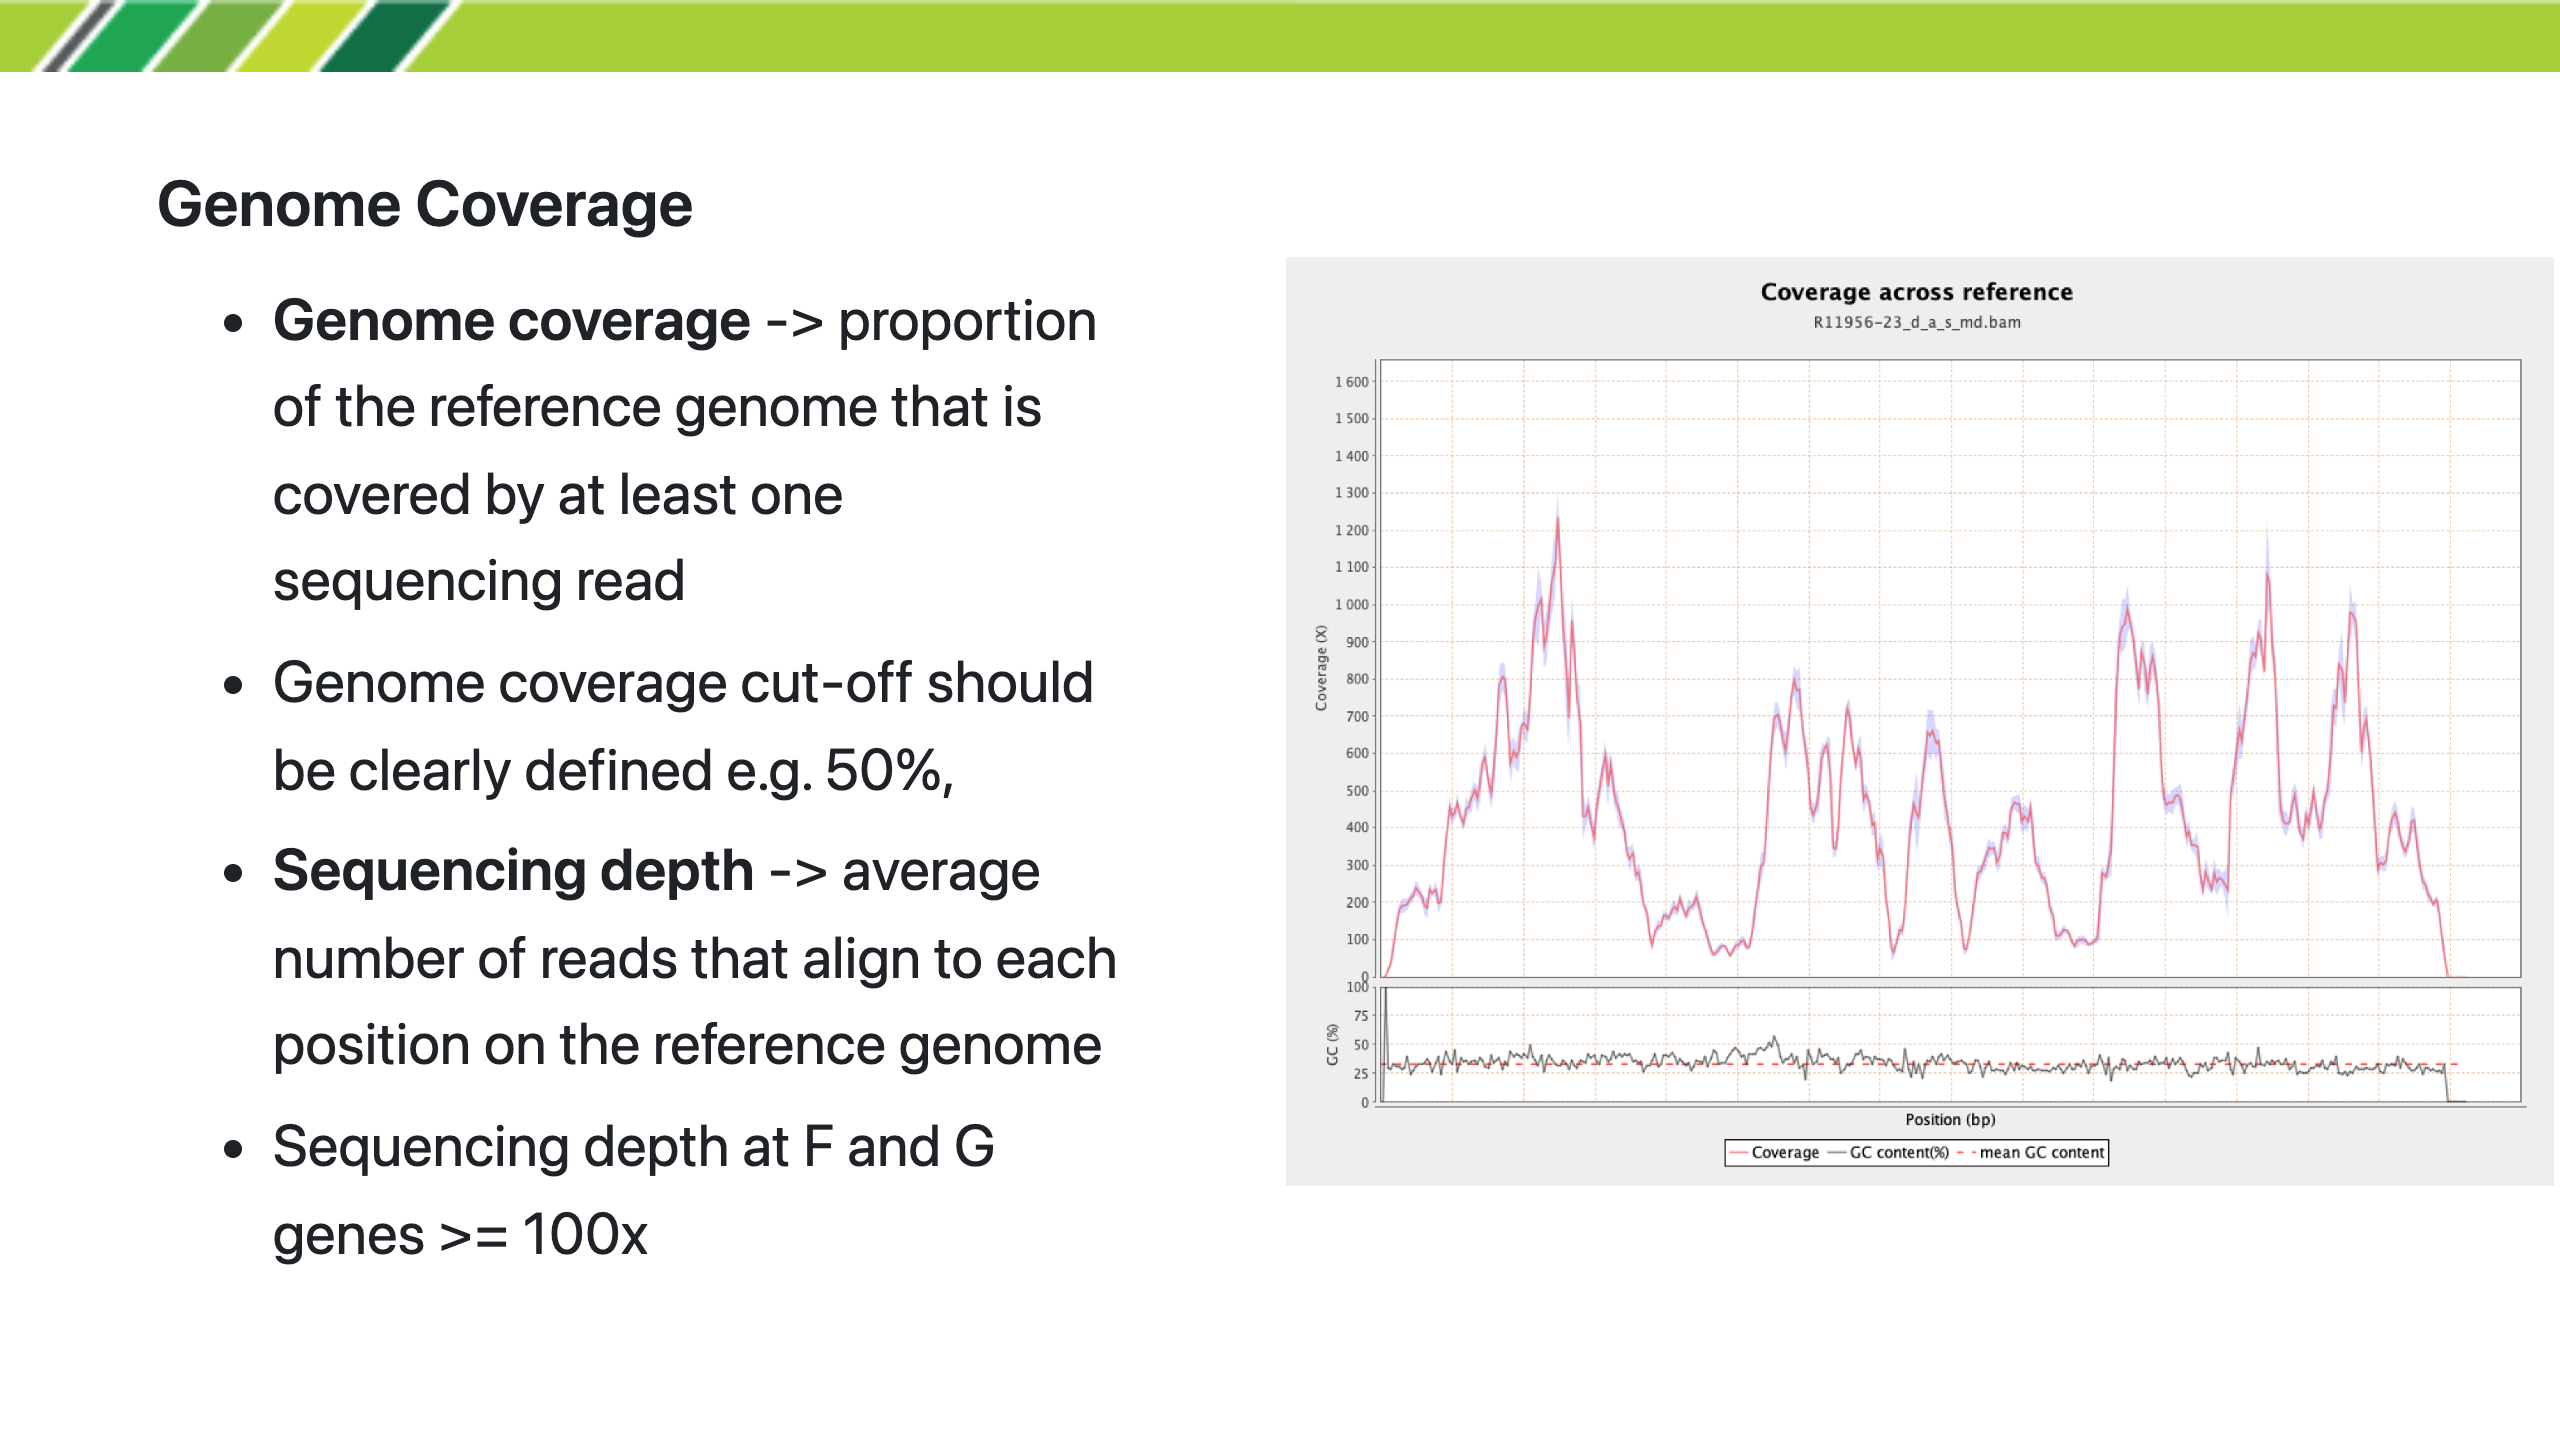 Genome Coverage
Genome coverage -> proportion
of the reference genome that is
covered by at least one
sequencing read
Genome coverage cut-off should
be clearly defined e.g. 50%,
Sequencing depth -> average
number of reads that align to each
position on the reference genome
Sequencing depth at F and G
genes >= 100x
Coverage across reference
R11956-23_d_a_s_md.bam
Coverage (X)
1 600
1 500
1 400
1 300
1 200
1 100
1 000
900
800
700
600
500
400
300
200
100
0
GC (%)
100
75
50
25
0
Position (bp)
Coverage GC content(%) mean GC content